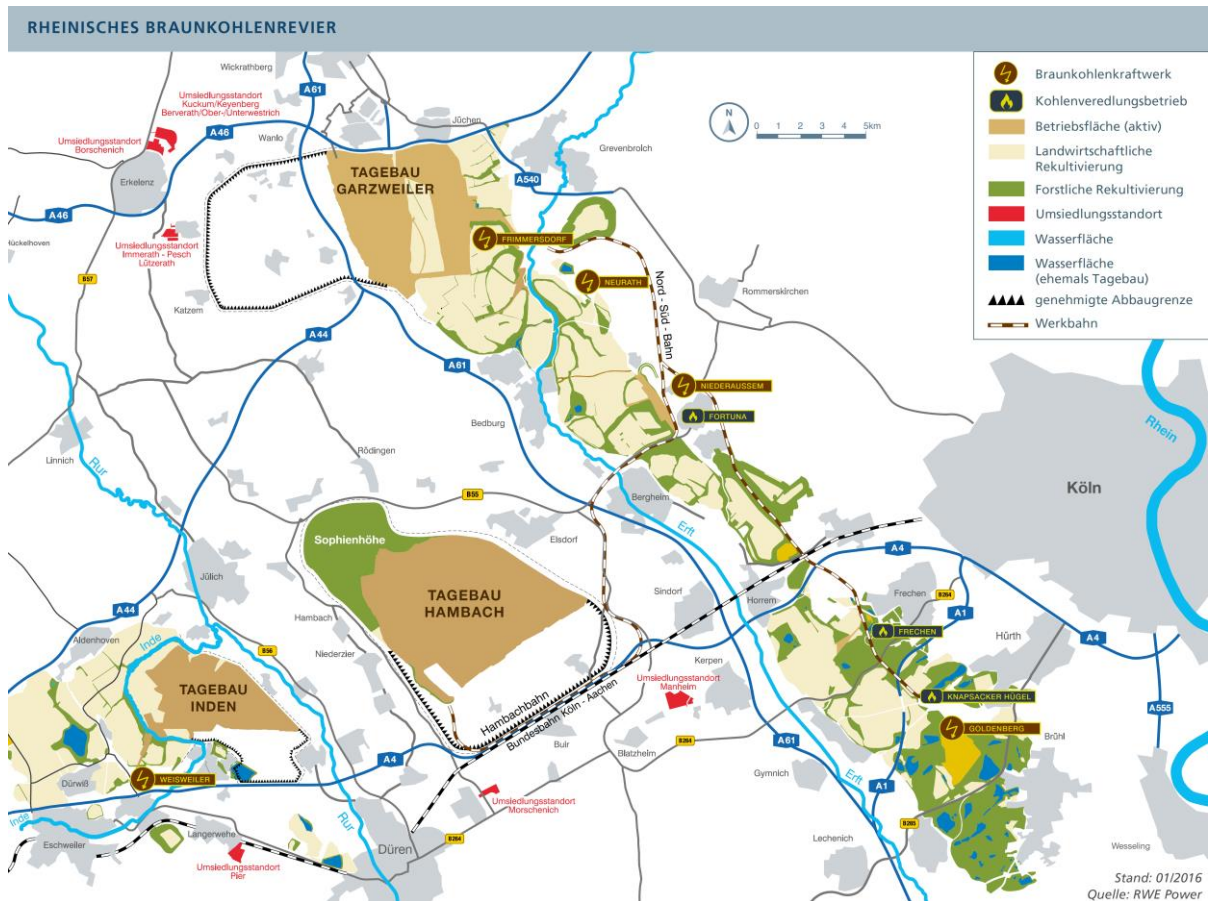 RHEINISCHES BRAUNKOHLENREVIER
Braunkohlenkraftwerk
Kohlenveredlungsbetrieb
Betriebsfläche (aktiv)
Landwirtschaftliche
Rekultivierung
Forstliche Rekultivierung
Umsiedlungsstandort
Wasserfläche
Wasserfläche
(ehemals Tagebau)
genehmigte Abbaugrenze
Werkbahn
N
0 1 2 3 4 5km
Wickrathberg
A61
Umsiedlungsstandort
Kuckum/Keyenberg
Berverath/Ober-/Unterwestrich
Umsiedlungsstandort
Borschenich
A46
Wanlo
Jüchen
Grevenbroich
Erkelenz
TAGEBAU
GARZWEILER
A540
A46
Hückelhoven
Umsiedlungsstandort
Immerath - Pesch
Lützerath
FRIMMERSDORF
B57
NEURATH
Nord - Süd - Bahn
Rommerskirchen
Katzem
A44
A61
NIEDERAUSSEM
FORTUNA
Rhein
Bedburg
Linnich
Rur
Rödingen
Köln
B55
Bergheim
Sophienhöhe
Elsdorf
Erft
A4
Jülich
TAGEBAU
HAMBACH
Sindorf
Horrem
Frechen
B264
A1
A44
Hambach
Aldenhoven
Inde
B56
Niederzier
FRECHEN
Hürth
A4
Kerpen
Umsiedlungsstandort
Manheim
TAGEBAU
INDEN
Hambachbahn
Bundesbahn Köln - Aachen
KNAPSACKER HÜGEL
A555
GOLDENBERG
Brühl
Buir
Blatzheim
B264
A61
A4
Gymnich
WEISWEILER
Dürwiß
Erft
A1
Umsiedlungsstandort
Morschenich
Inde
Langerwehe
Rur
B265
Eschweiler
B264
Düren
Lechenich
Wesseling
Umsiedlungsstandort
Pier
Stand: 01/2016
Quelle: RWE Power